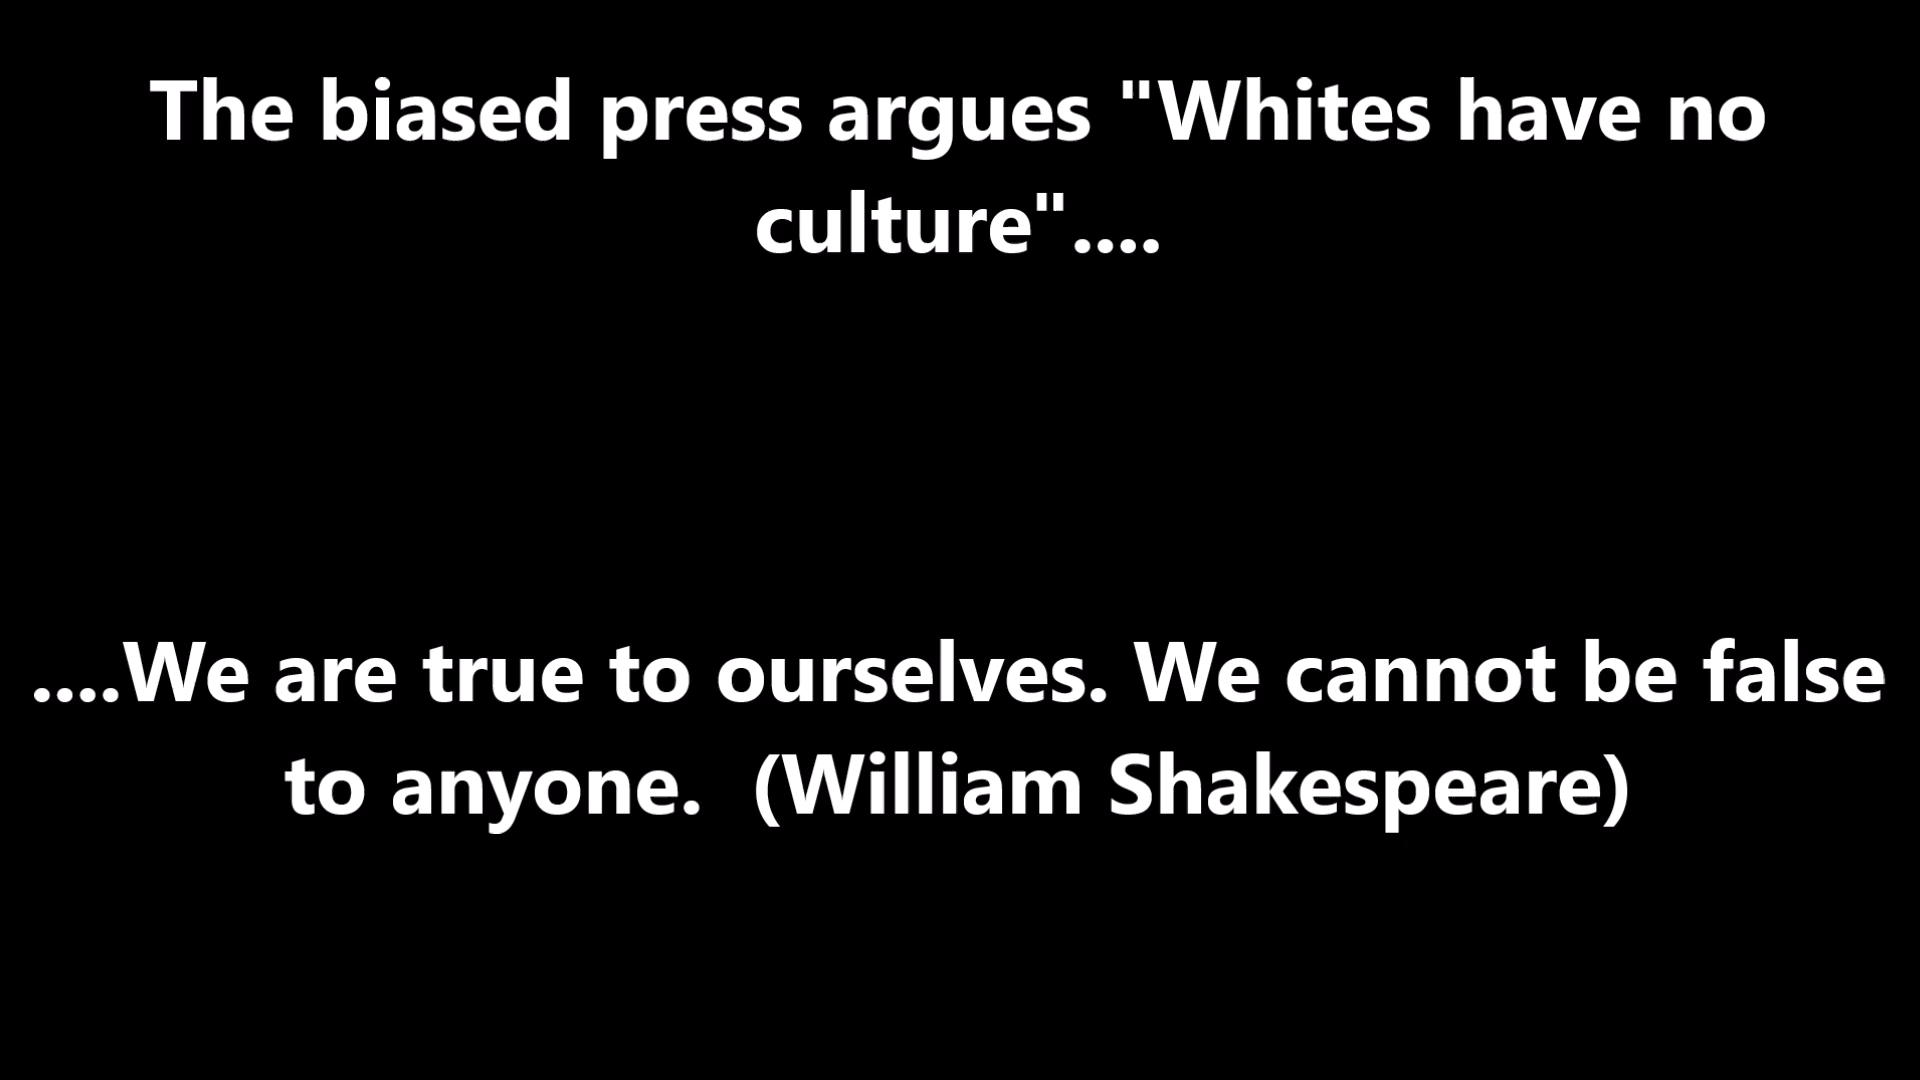 The biased press argues "Whites have no
culture"....
....We are true to ourselves. We cannot be false
to anyone.  (William Shakespeare)